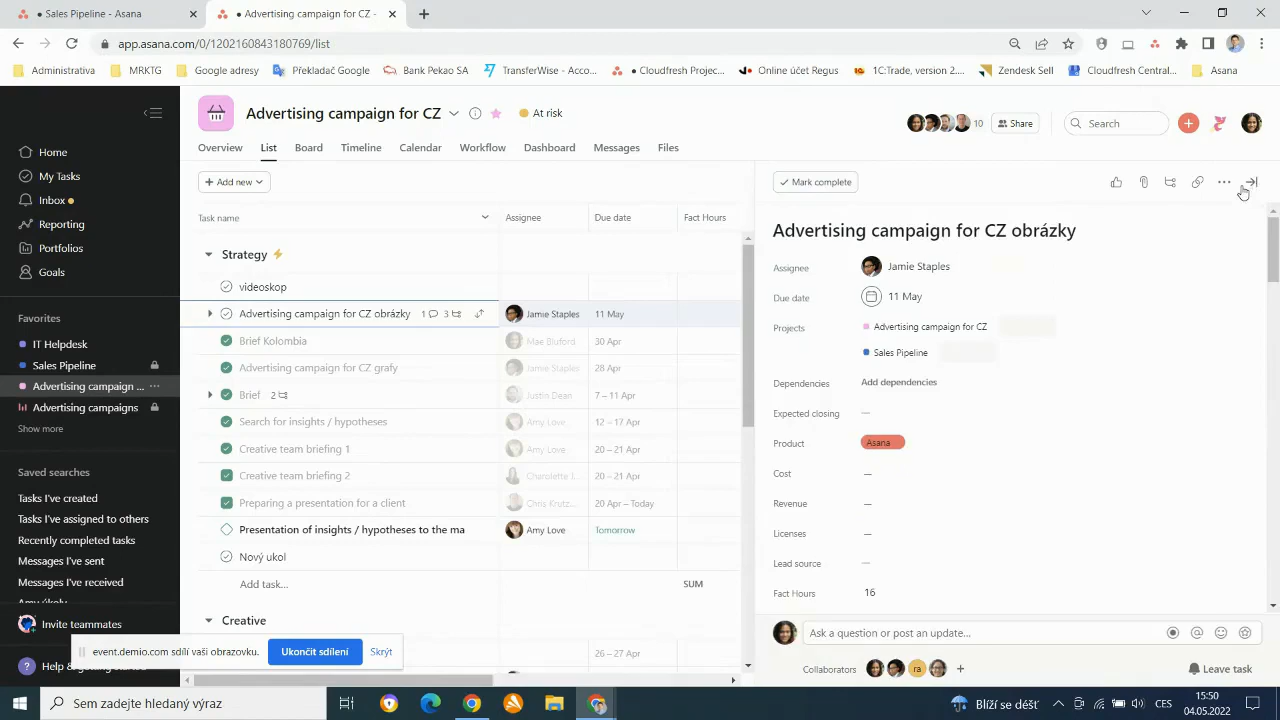 Sales Pipeline - Asana
Advertising campaign for CZ -
app.asana.com/0/1202160843180769/list
Administrativa
MRKTG
Google adresy
Překladač Google
Bank Pekao SA
TransferWise - Acco...
Cloudfresh Projec...
Online účet Regus
1C:Trade, version 2....
Zendesk Sell
Cloudfresh Central...
Asana
Home
My Tasks
Inbox
Reporting
Portfolios
Goals
Favorites
IT Helpdesk
Sales Pipeline
Advertising campaign ...
Advertising campaigns
Show more
Saved searches
Tasks I've created
Tasks I've assigned to others
Recently completed tasks
Messages I've sent
Messages I've received
Invite teammates
Advertising campaign for CZ
At risk
10
Share
Search
Overview
List
Board
Timeline
Calendar
Workflow
Dashboard
Messages
Files
Add new
Task name
Assignee
Due date
Fact Hours
Strategy
videoskop
Advertising campaign for CZ obrázky 1 3 Jamie Staples 11 May
Brief Kolombia Mae Bluford 30 Apr
Advertising campaign for CZ grafy Jamie Staples 28 Apr
Brief 2 Justin Dean 7 – 11 Apr
Search for insights / hypotheses Amy Love 12 – 17 Apr
Creative team briefing 1 Amy Love 20 – 21 Apr
Creative team briefing 2 Charolette J... 20 – 21 Apr
Preparing a presentation for a client Chris Krutz... 20 Apr – Today
Presentation of insights / hypotheses to the ma Amy Love Tomorrow
Nový ukol
Add task...
SUM
Creative
26 – 27 Apr
Mark complete
Advertising campaign for CZ obrázky
Assignee Jamie Staples
Due date 11 May
Projects Advertising campaign for CZ
Sales Pipeline
Dependencies Add dependencies
Expected closing —
Product Asana
Cost —
Revenue —
Licenses —
Lead source —
Fact Hours 16
Ask a question or post an update...
Collaborators ra
Leave task
event.demio.com sdílí vaši obrazovku.
Ukončit sdílení
Skrýt
Sem zadejte hledaný výraz
Blíží se déšť
CES
15:50
04.05.2022